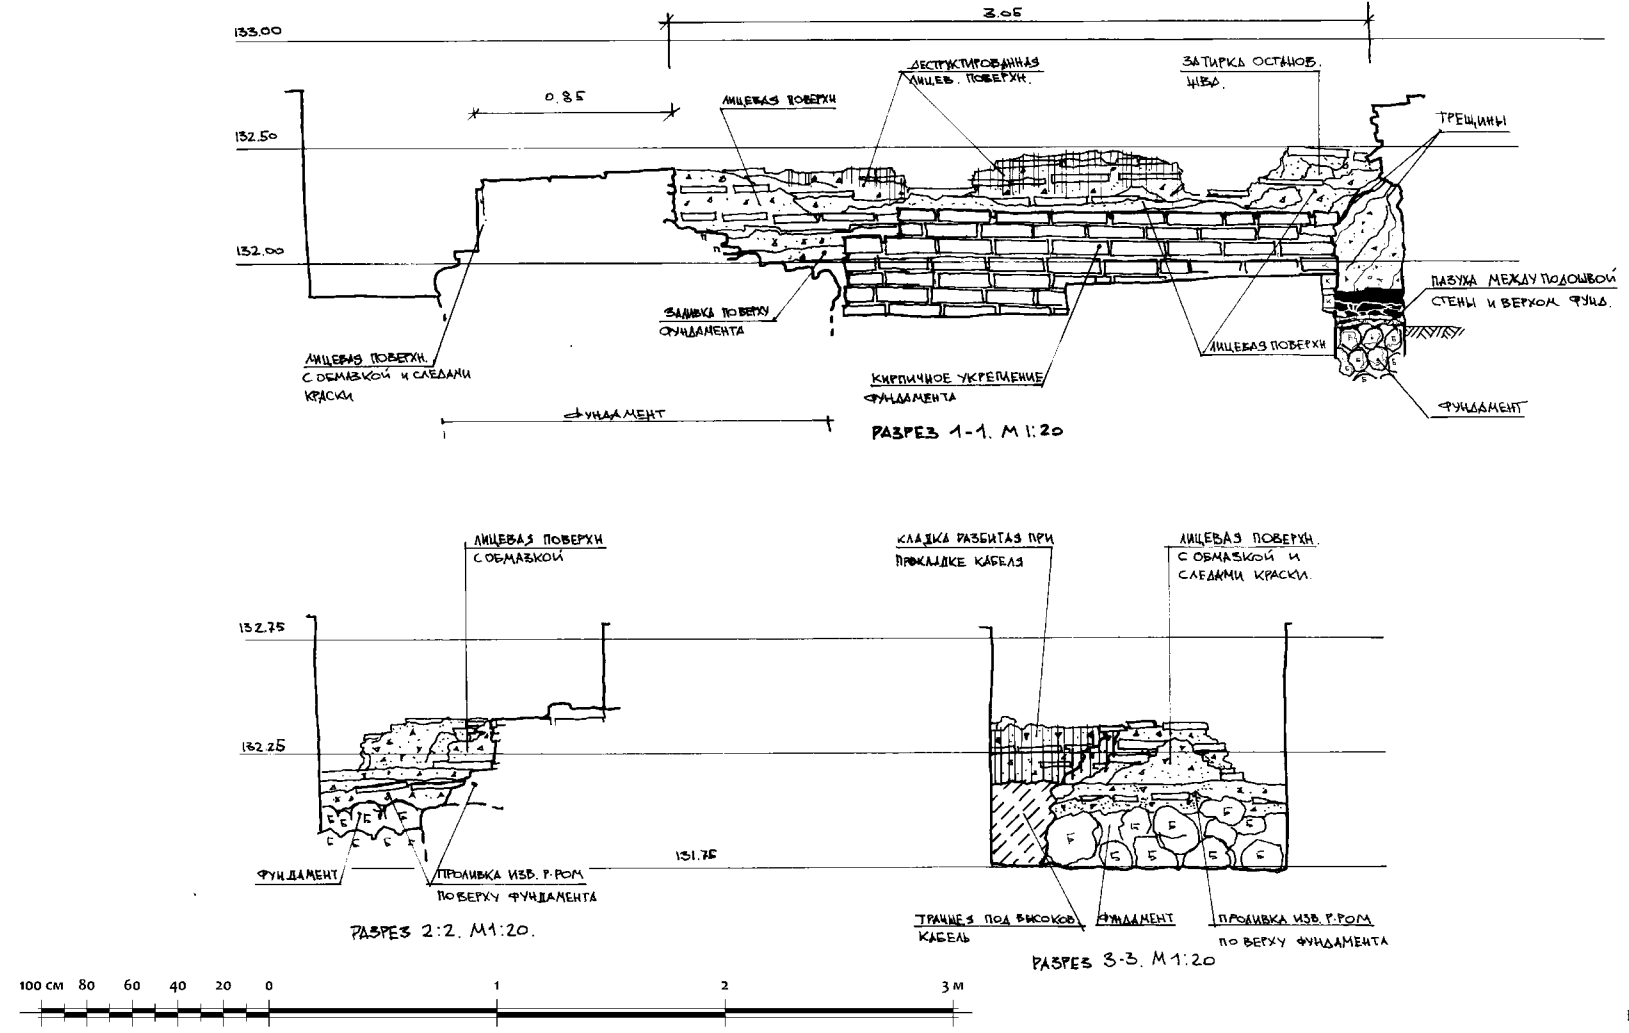 3.05
133.00
ДЕСТРУКТИРОВАННАЯ
ЛИЦЕВ. ПОВЕРХН.
ЗАТИРКА ОСТАНОВ.
ШВА.
0.85
ЛИЦЕВАЯ ПОВЕРХН
ТРЕЩИНЫ
132.50
132.00
ПАЗУХА МЕЖДУ ПОДОШВОЙ
СТЕНЫ И ВЕРХОМ ФУНД.
ЗАЛИВКА ПОВЕРХУ
ФУНДАМЕНТА
ЛИЦЕВАЯ ПОВЕРХН
ЛИЦЕВАЯ ПОВЕРХН.
С ОБМАЗКОЙ И СЛЕДАМИ
КРАСКИ
КИРПИЧНОЕ УКРЕПЛЕНИЕ
ФУНДАМЕНТА
ФУНДАМЕНТ
ФУНДАМЕНТ
РАЗРЕЗ 1-1. М 1:20
ЛИЦЕВАЯ ПОВЕРХН
С ОБМАЗКОЙ
КЛАДКА РАЗБИТАЯ ПРИ
ПРОКЛАДКЕ КАБЕЛЯ
ЛИЦЕВАЯ ПОВЕРХН.
С ОБМАЗКОЙ И
СЛЕДАМИ КРАСКИ.
132.75
132.25
131.75
ФУНДАМЕНТ
ПРОЛИВКА ИЗВ. Р-РОМ
ПОВЕРХУ ФУНДАМЕНТА
РАЗРЕЗ 2:2. М1:20.
ТРАНШЕЯ ПОД ВЫСОКОВ.
КАБЕЛЬ
ФУНДАМЕНТ
ПРОЛИВКА ИЗВ. Р-РОМ
ПО ВЕРХУ ФУНДАМЕНТА
РАЗРЕЗ 3-3. М1:20
100 см 80 60 40 20 0 1 2 3 м